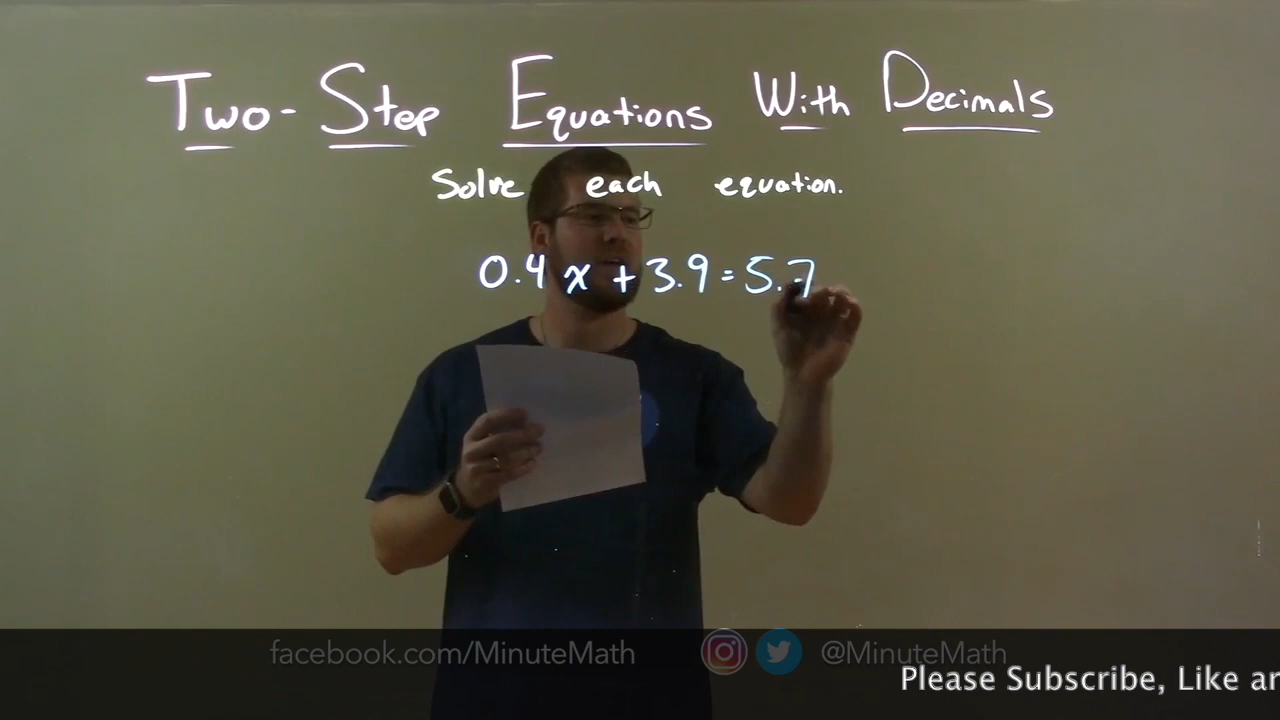 Two-Step Equations With Decimals
Solve each equation.
0.4x+3.9=5.7
facebook.com/MinuteMath @MinuteMath
Please Subscribe, Like